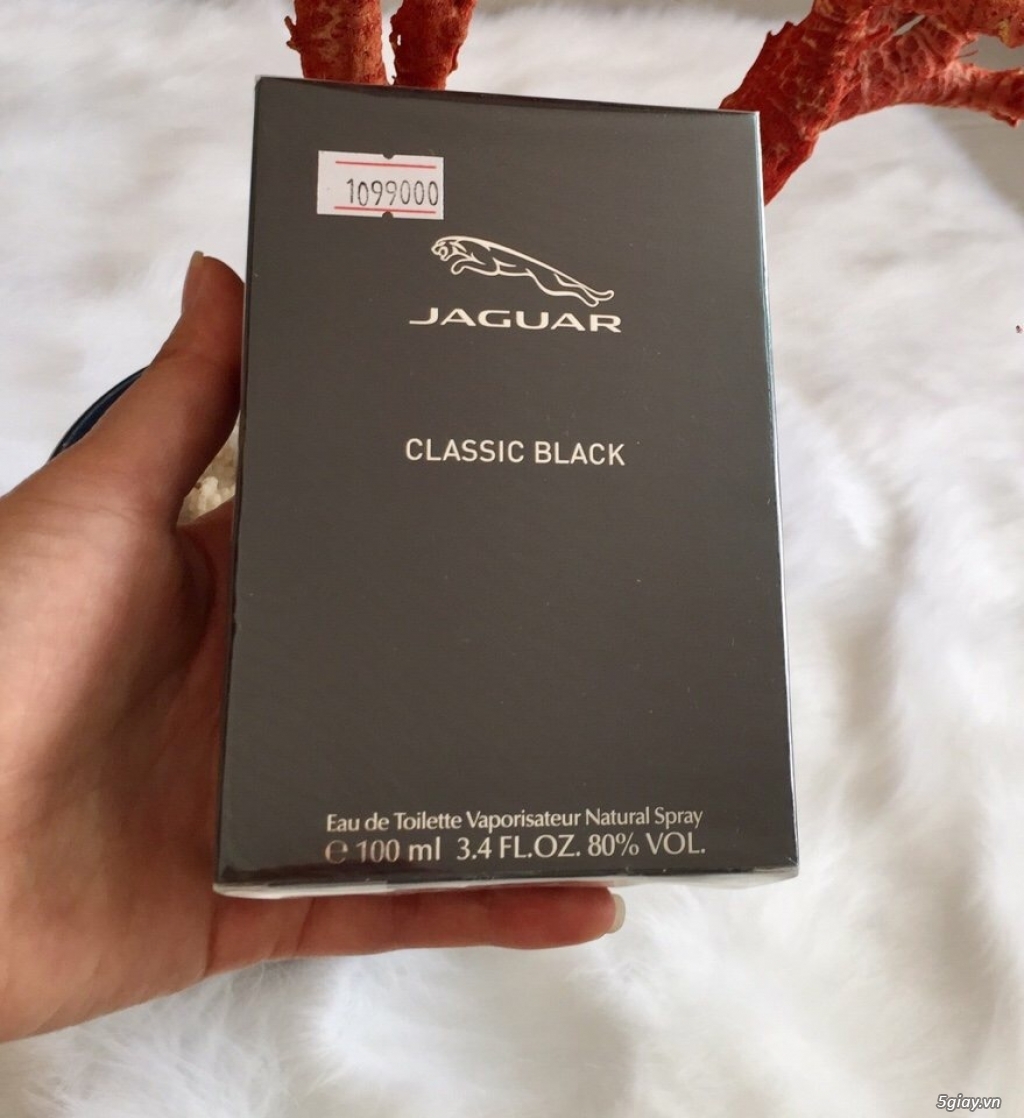 1099000
JAGUAR
CLASSIC BLACK
Eau de Toilette Vaporisateur Natural Spray
℮ 100 ml 3.4 FL.OZ. 80% VOL.
5giay.vn